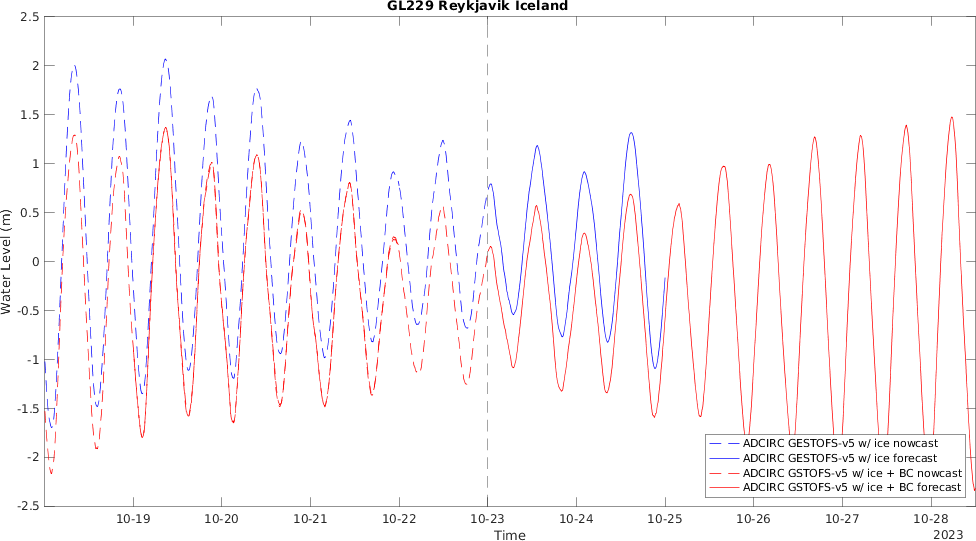 GL229 Reykjavik Iceland
2.5
2
1.5
1
0.5
0
-0.5
-1
-1.5
-2
-2.5
Water Level (m)
ADCIRC GESTOFS-v5 w/ ice nowcast
ADCIRC GESTOFS-v5 w/ ice forecast
ADCIRC GSTOFS-v5 w/ ice + BC nowcast
ADCIRC GSTOFS-v5 w/ ice + BC forecast
10-19 10-20 10-21 10-22 10-23 10-24 10-25 10-26 10-27 10-28
Time
2023